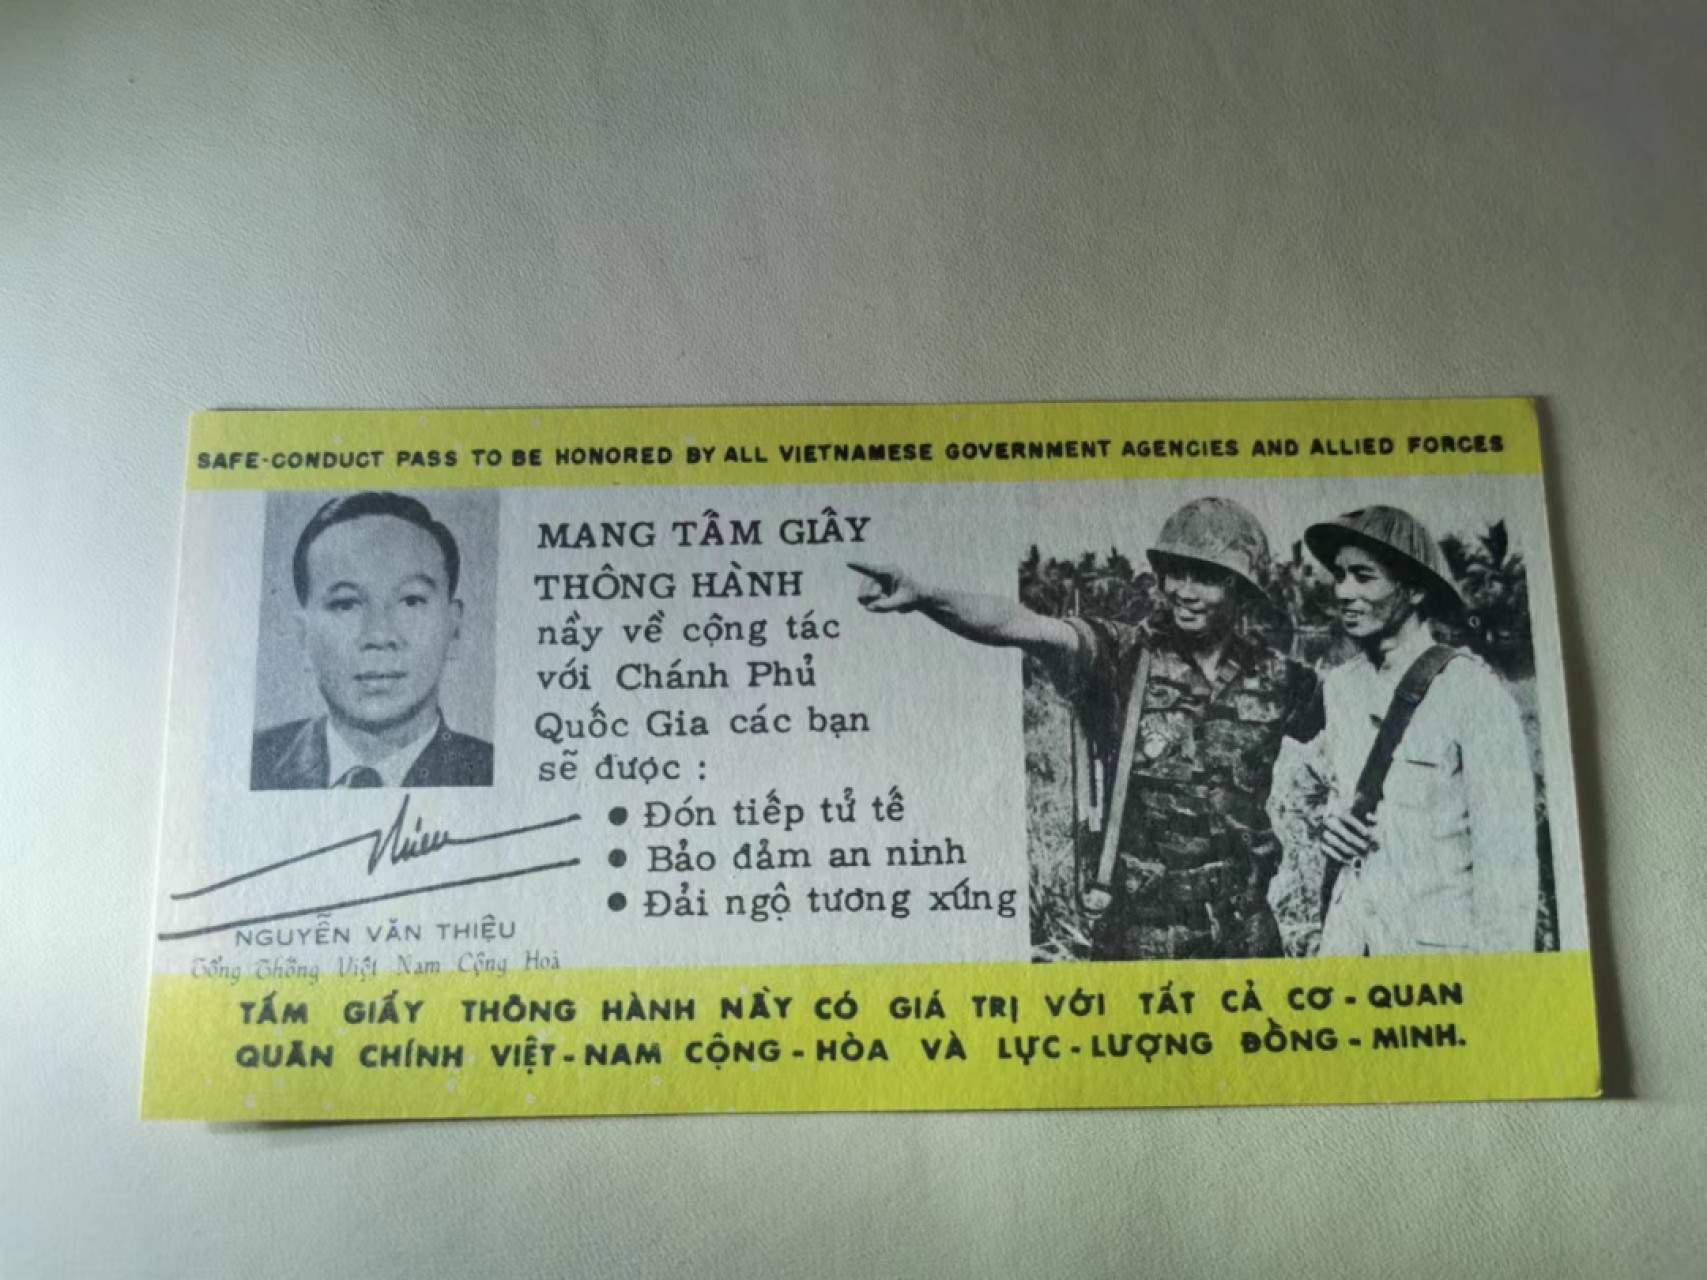 SAFE-CONDUCT PASS TO BE HONORED BY ALL VIETNAMESE GOVERNMENT AGENCIES AND ALLIED FORCES
MANG TẤM GIẤY
THÔNG HÀNH
nầy về cộng tác
với Chánh Phủ
Quốc Gia các bạn
sẽ được :
● Đón tiếp tử tế
● Bảo đảm an ninh
● Đải ngộ tương xứng
Thieu
NGUYỄN VĂN THIỆU
Tổng Thống Việt Nam Cộng Hoà
TẤM GIẤY THÔNG HÀNH NẦY CÓ GIÁ TRỊ VỚI TẤT CẢ CƠ - QUAN
QUÂN CHÍNH VIỆT - NAM CỘNG - HÒA VÀ LỰC - LƯỢNG ĐỒNG - MINH.